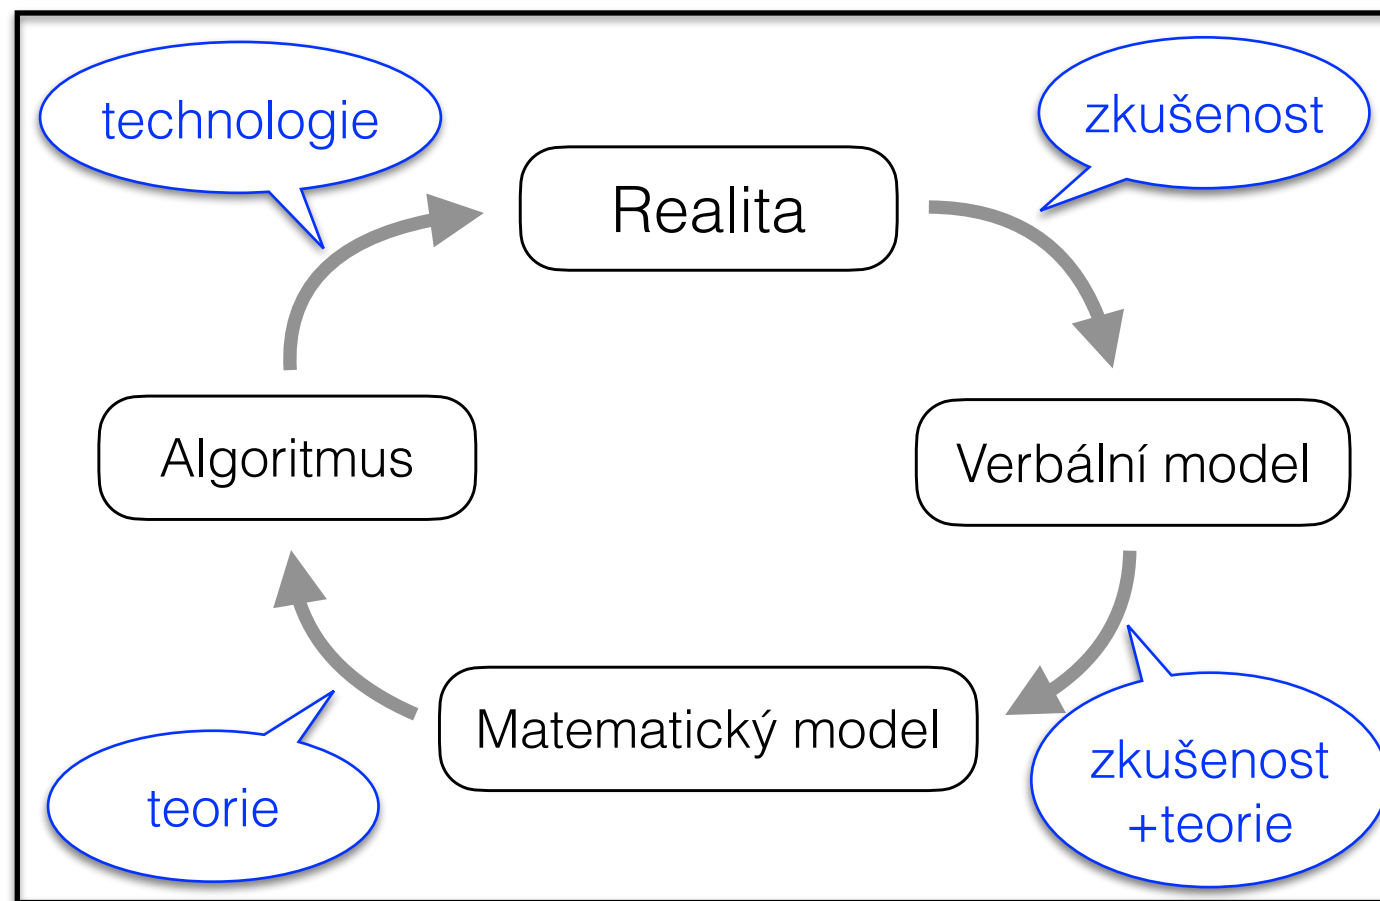 technologie
zkušenost
Realita
Algoritmus
Verbální model
Matematický model
teorie
zkušenost
+teorie